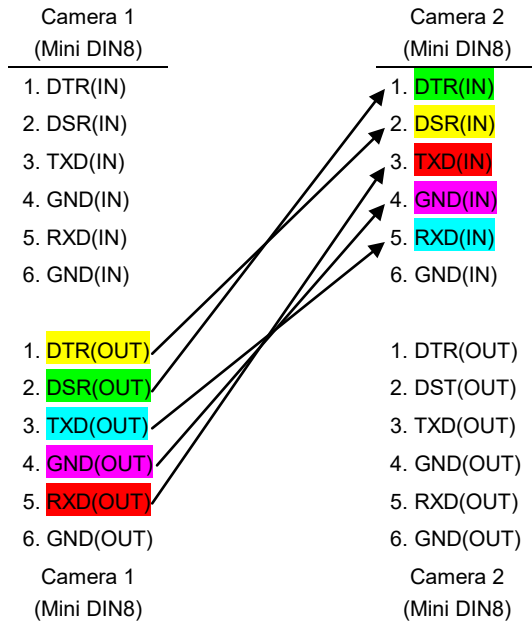 Camera 1
(Mini DIN8)
1. DTR(IN)
2. DSR(IN)
3. TXD(IN)
4. GND(IN)
5. RXD(IN)
6. GND(IN)
1. DTR(OUT)
2. DSR(OUT)
3. TXD(OUT)
4. GND(OUT)
5. RXD(OUT)
6. GND(OUT)
Camera 1
(Mini DIN8)
Camera 2
(Mini DIN8)
1. DTR(IN)
2. DSR(IN)
3. TXD(IN)
4. GND(IN)
5. RXD(IN)
6. GND(IN)
1. DTR(OUT)
2. DST(OUT)
3. TXD(OUT)
4. GND(OUT)
5. RXD(OUT)
6. GND(OUT)
Camera 2
(Mini DIN8)